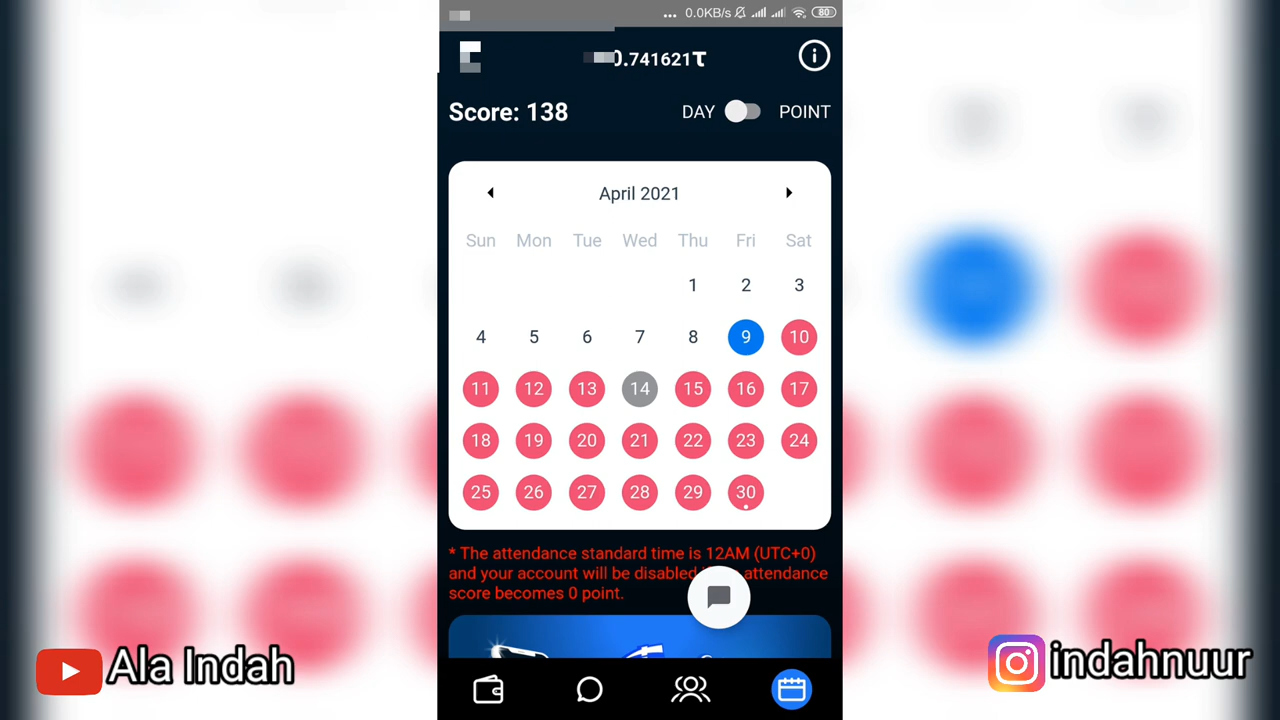 0.0KB/s 80
0.741621τ
Score: 138 DAY POINT
April 2021
Sun Mon Tue Wed Thu Fri Sat
1 2 3
4 5 6 7 8 9 10
11 12 13 14 15 16 17
18 19 20 21 22 23 24
25 26 27 28 29 30
* The attendance standard time is 12AM (UTC+0)
and your account will be disabled attendance
score becomes 0 point.
Ala Indah
indahnuur